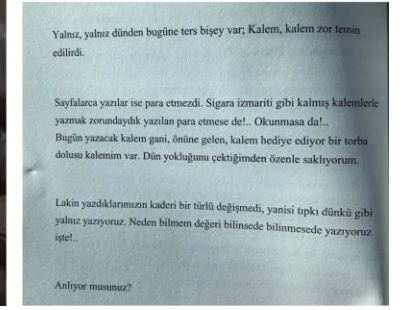 Yalnız, yalnız dünden bugüne ters bişey var; Kalem, kalem zor temin
edilirdi.
Sayfalarca yazılar ise para etmezdi. Sigara izmariti gibi kalmış kalemlerle
yazmak zorundaydık yazılan para etmese de!.. Okunmasa da!..
Bugün yazacak kalem gani, önüne gelen, kalem hediye ediyor bir torba
dolusu kalemim var. Dün yokluğunu çektiğimden özenle saklıyorum.
Lakin yazdıklarımızın kaderi bir türlü değişmedi, yanisi tıpkı dünkü gibi
yalnız yazıyoruz. Neden bilmem değeri bilinsede bilinmesede yazıyoruz
işte!..
Anlıyor musunuz?